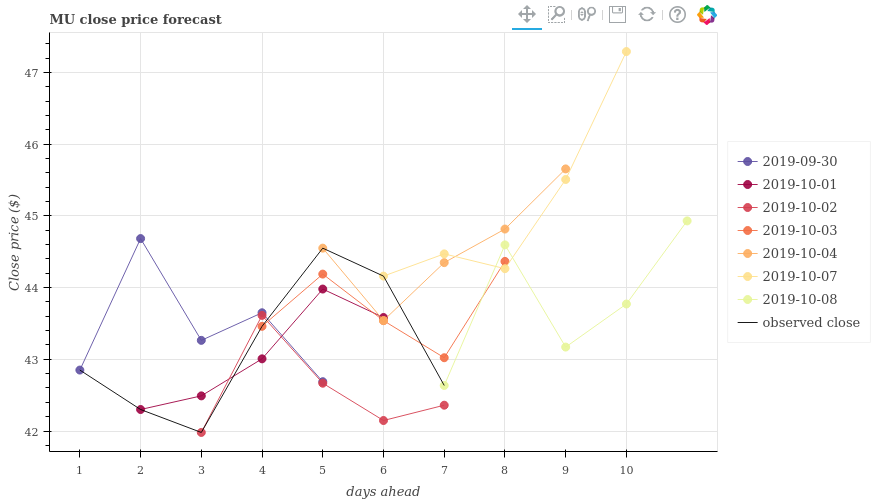 MU close price forecast
47
46
45
44
43
42
Close price ($)
1 2 3 4 5 6 7 8 9 10
days ahead
2019-09-30
2019-10-01
2019-10-02
2019-10-03
2019-10-04
2019-10-07
2019-10-08
observed close